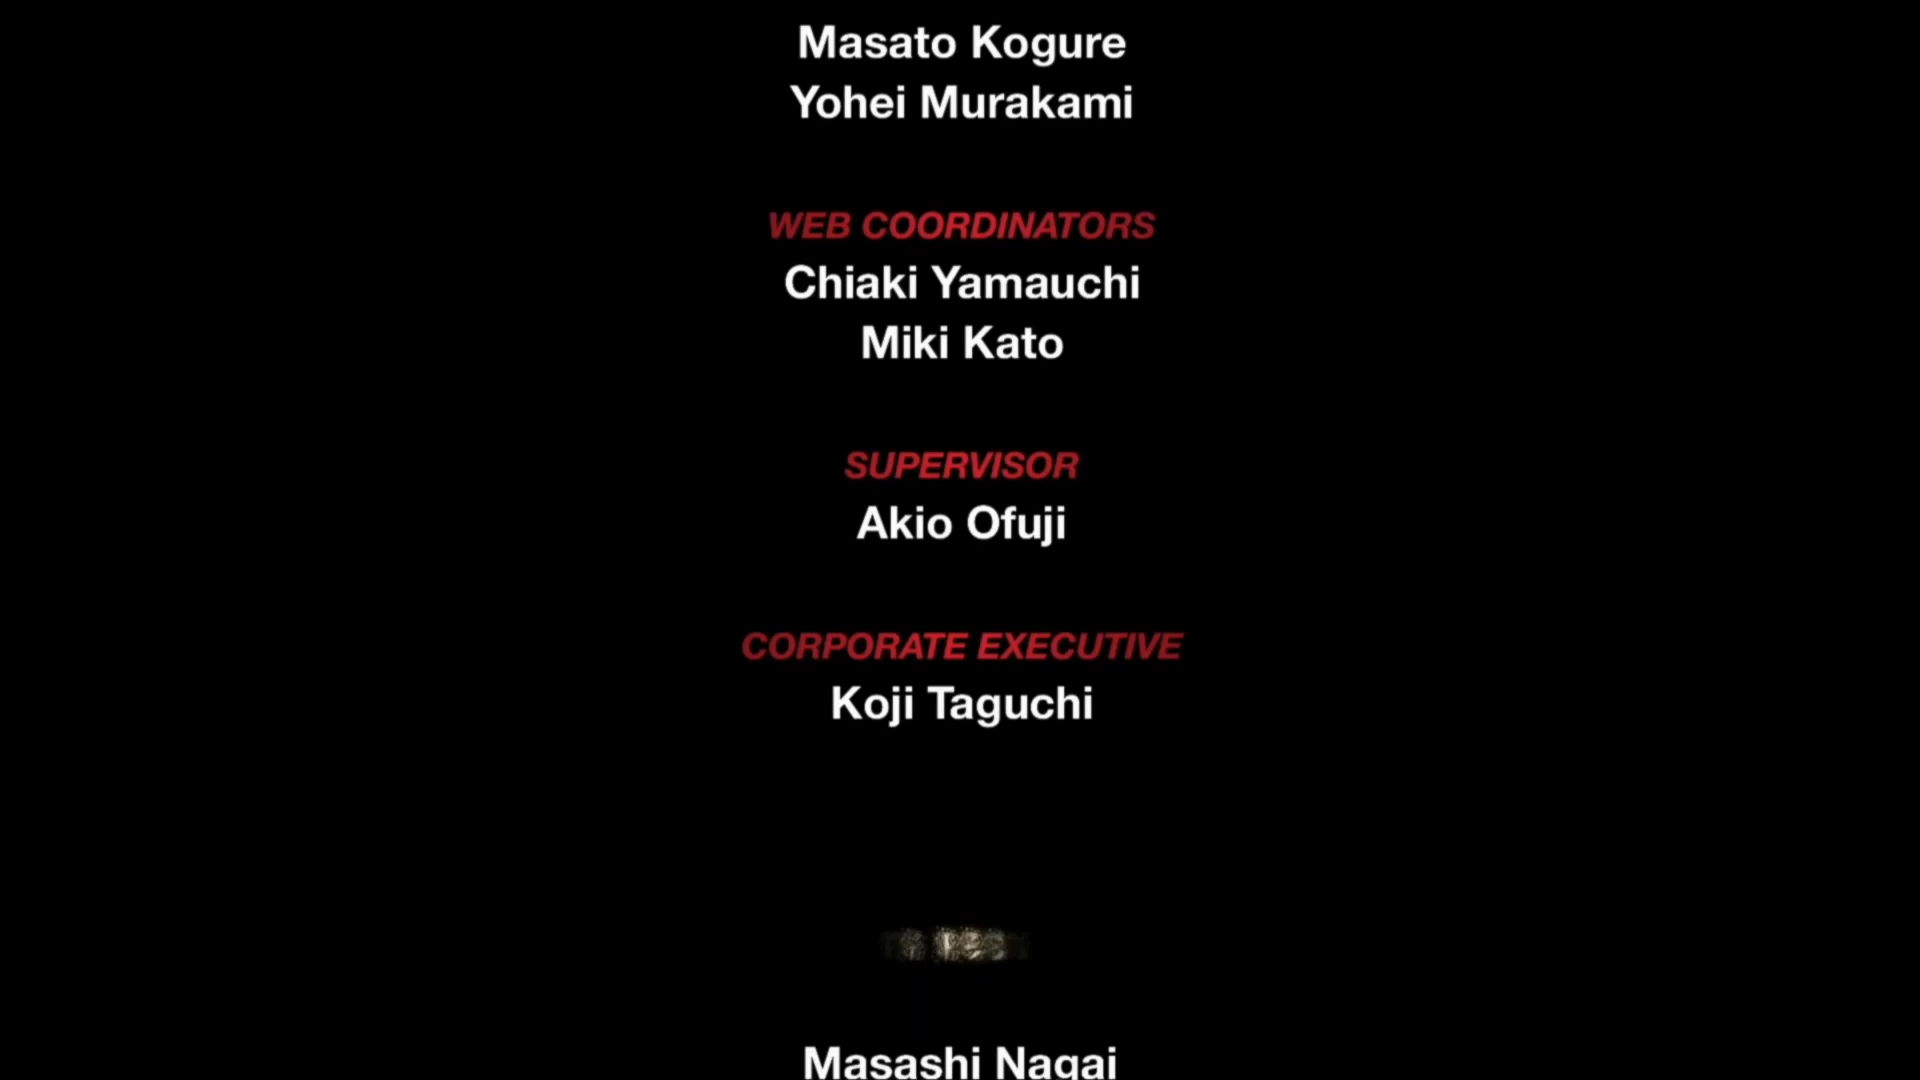 Masato Kogure
Yohei Murakami
WEB COORDINATORS
Chiaki Yamauchi
Miki Kato
SUPERVISOR
Akio Ofuji
CORPORATE EXECUTIVE
Koji Taguchi
Masashi Nagai